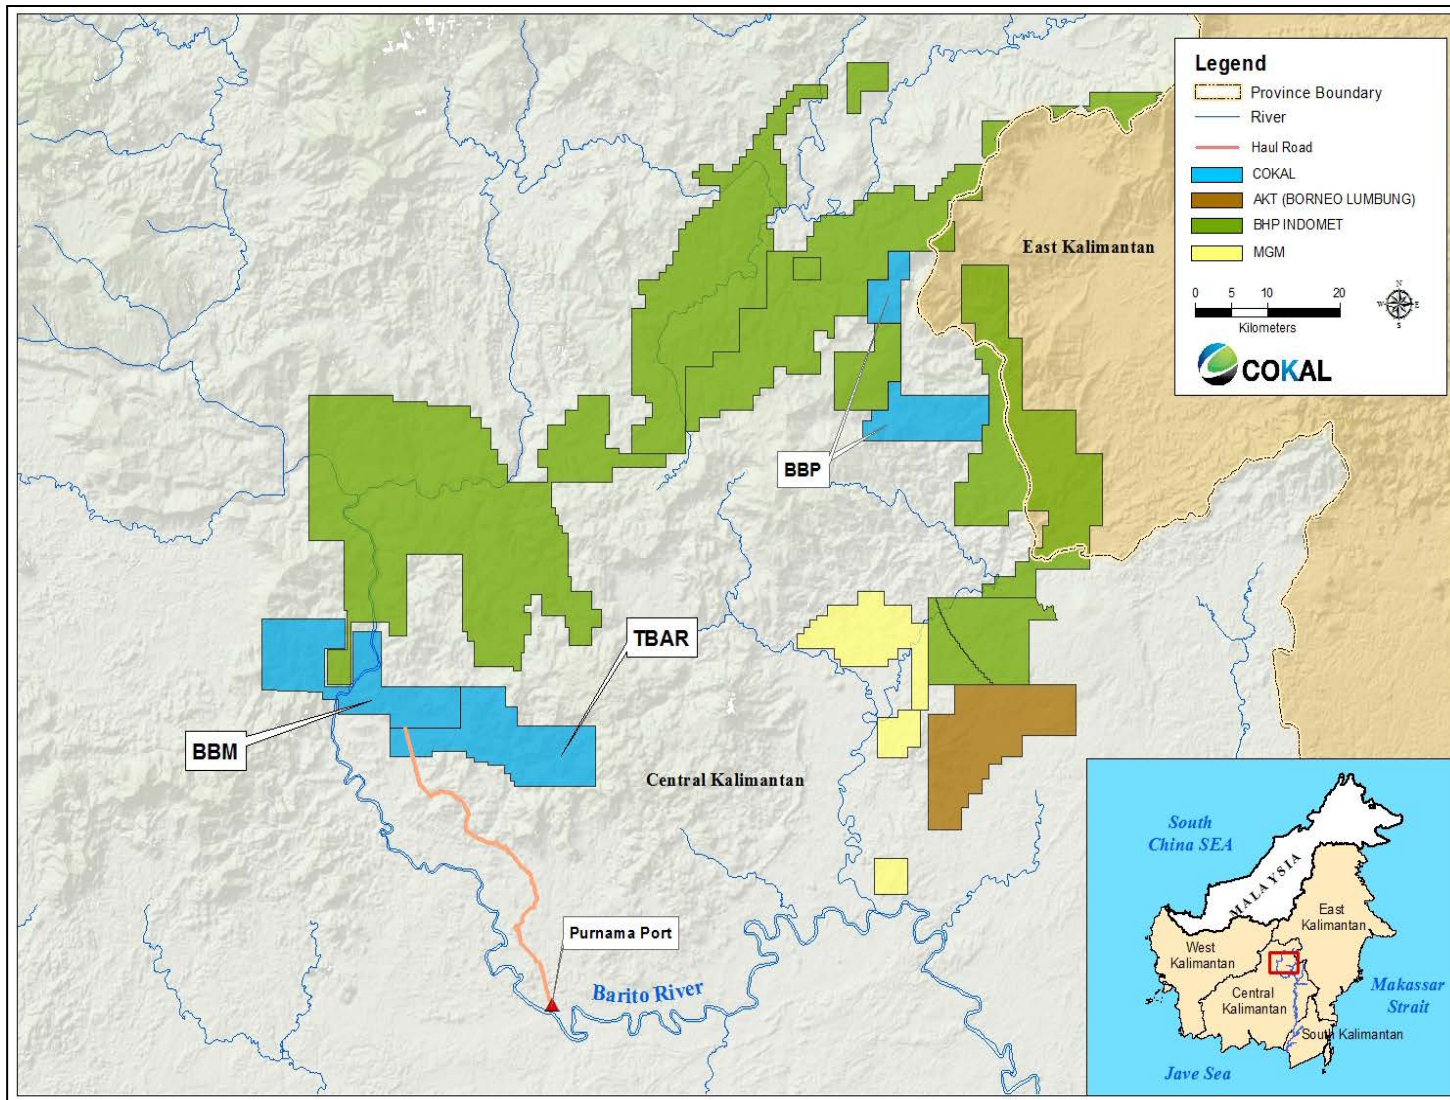 Legend
Province Boundary
River
Haul Road
COKAL
AKT (BORNEO LUMBUNG)
BHP INDOMET
MGM
N
W E
S
0 5 10 20
Kilometers
COKAL
East Kalimantan
BBP
TBAR
BBM
Central Kalimantan
Purnama Port
Barito River
South
China SEA
MALAYSIA
East
Kalimantan
West
Kalimantan
Central
Kalimantan
Makassar
Strait
South Kalimantan
Jave Sea